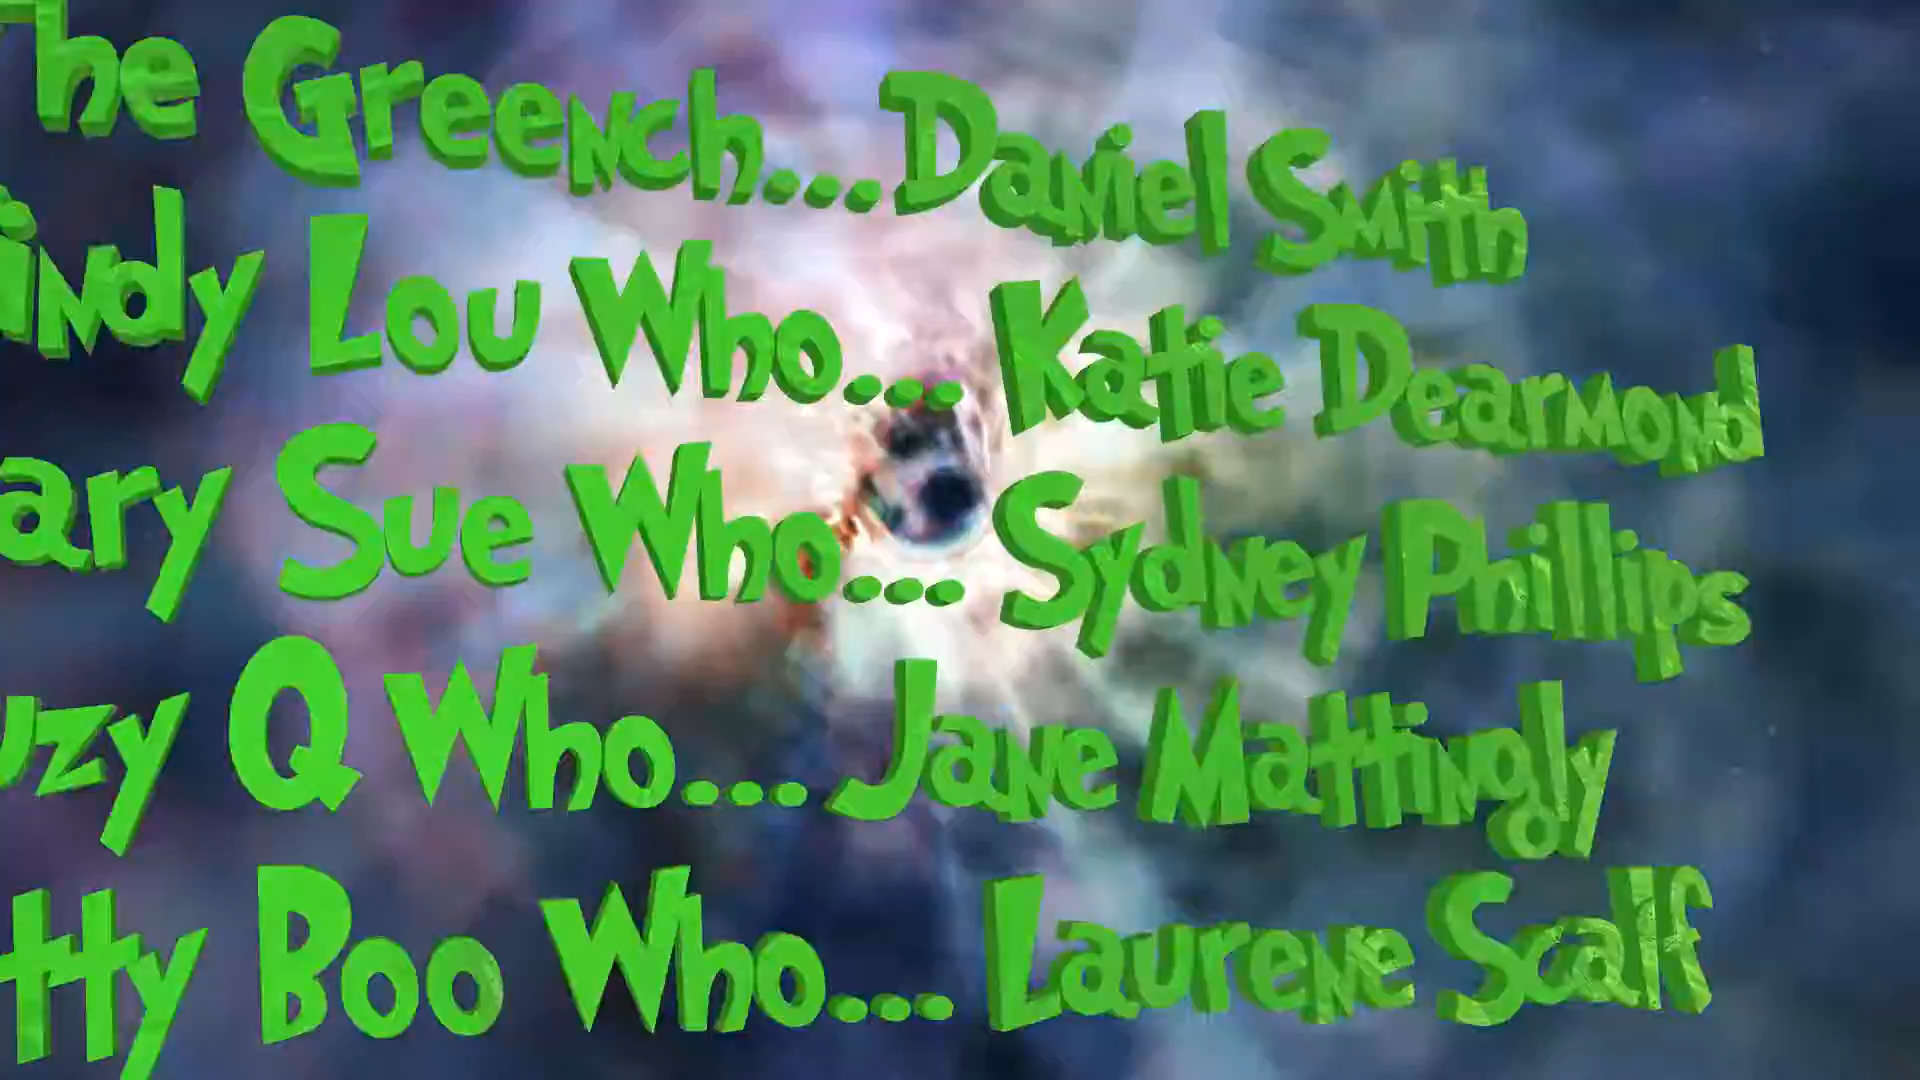 The Greench...Daniel Smith
indy Lou Who... Katie Dearmond
ary Sue Who... Sydney Phillips
uzy Q Who... Jane Mattingly
tty Boo Who... Laurene Scalf